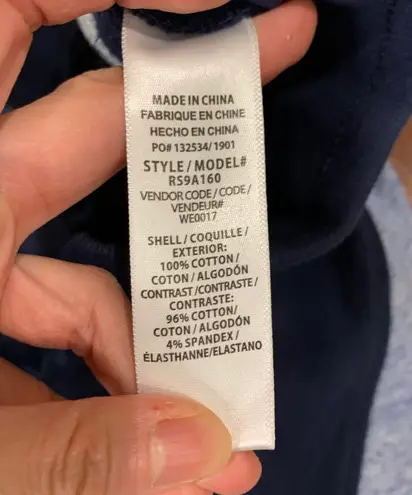 MADE IN CHINA
FABRIQUE EN CHINE
HECHO EN CHINA
PO# 132534/ 1901
STYLE / MODEL#
RS9A160
VENDOR CODE / CODE /
VENDEUR#
WE0017
SHELL / COQUILLE /
EXTERIOR:
100% COTTON/
COTON / ALGODÓN
CONTRAST / CONTRASTE /
CONTRASTE:
96% COTTON/
COTON / ALGODÓN
4% SPANDEX /
ÉLASTHANNE/ELASTANO